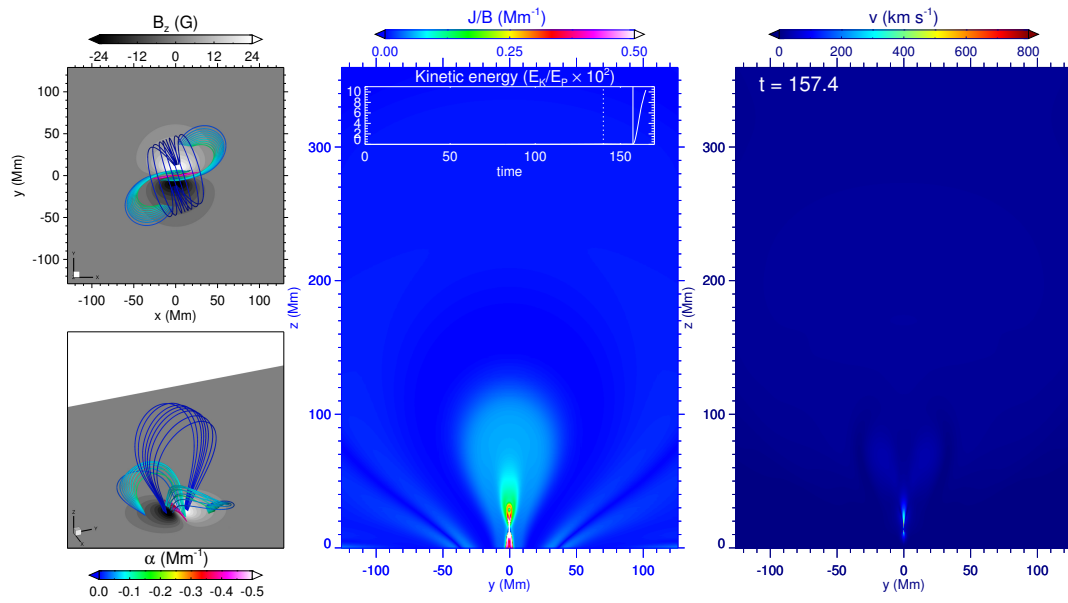 B_z (G)
-24 -12 0 12 24
100
50
0
-50
-100
y (Mm)
-100 -50 0 50 100
x (Mm)
Y
X
Z
Y
X
α (Mm⁻¹)
0.0 -0.1 -0.2 -0.3 -0.4 -0.5
J/B (Mm⁻¹)
0.00 0.25 0.50
Kinetic energy (E_K/E_P × 10²)
10
8
6
4
2
0
0 50 100 150
time
300
200
100
0
z (Mm)
-100 -50 0 50 100
y (Mm)
v (km s⁻¹)
0 200 400 600 800
t = 157.4
300
200
100
0
z (Mm)
-100 -50 0 50 100
y (Mm)